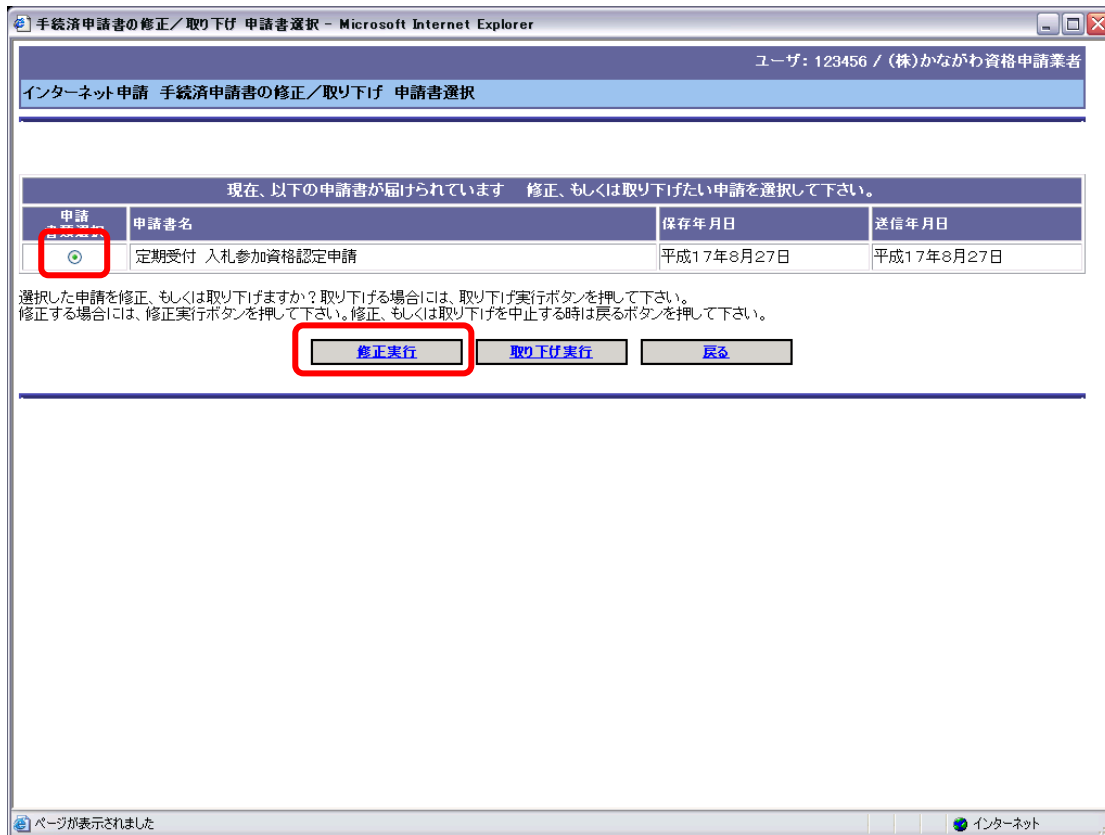 手続済申請書の修正／取り下げ 申請書選択 - Microsoft Internet Explorer
ユーザ: 123456 / (株)かながわ資格申請業者
インターネット申請 手続済申請書の修正／取り下げ 申請書選択
現在、以下の申請書が届けられています 修正、もしくは取り下げたい申請を選択して下さい。
申請
書類選択 申請書名 保存年月日 送信年月日
定期受付 入札参加資格認定申請 平成17年8月27日 平成17年8月27日
選択した申請を修正、もしくは取り下げますか？取り下げる場合には、取り下げ実行ボタンを押して下さい。
修正する場合には、修正実行ボタンを押して下さい。修正、もしくは取り下げを中止する時は戻るボタンを押して下さい。
修正実行 取り下げ実行 戻る
ページが表示されました インターネット